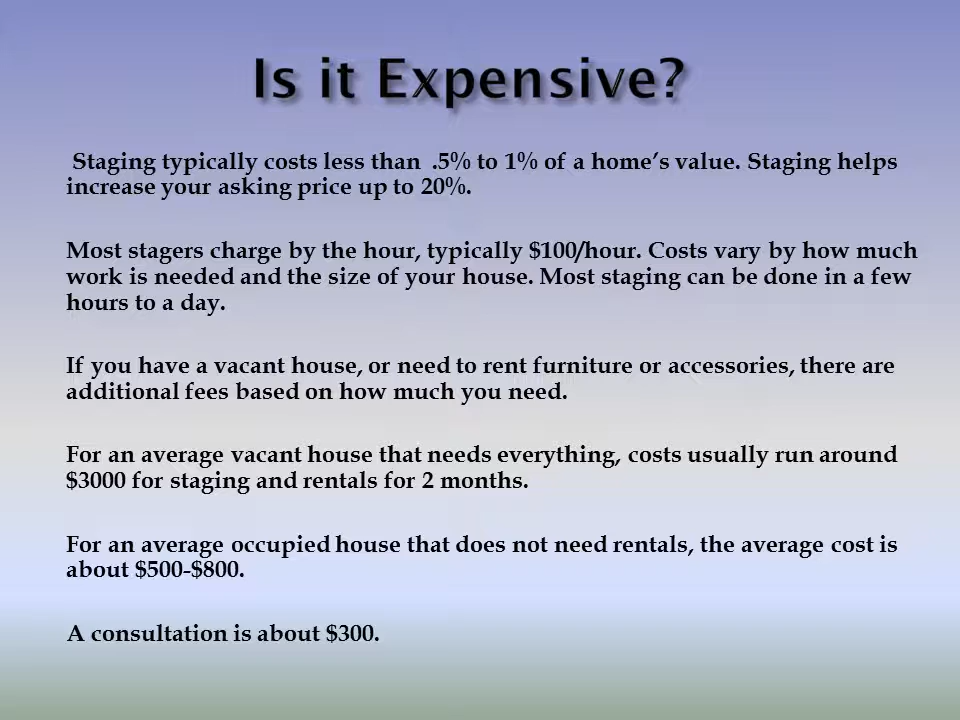 Is it Expensive?
Staging typically costs less than .5% to 1% of a home's value. Staging helps
increase your asking price up to 20%.
Most stagers charge by the hour, typically $100/hour. Costs vary by how much
work is needed and the size of your house. Most staging can be done in a few
hours to a day.
If you have a vacant house, or need to rent furniture or accessories, there are
additional fees based on how much you need.
For an average vacant house that needs everything, costs usually run around
$3000 for staging and rentals for 2 months.
For an average occupied house that does not need rentals, the average cost is
about $500-$800.
A consultation is about $300.